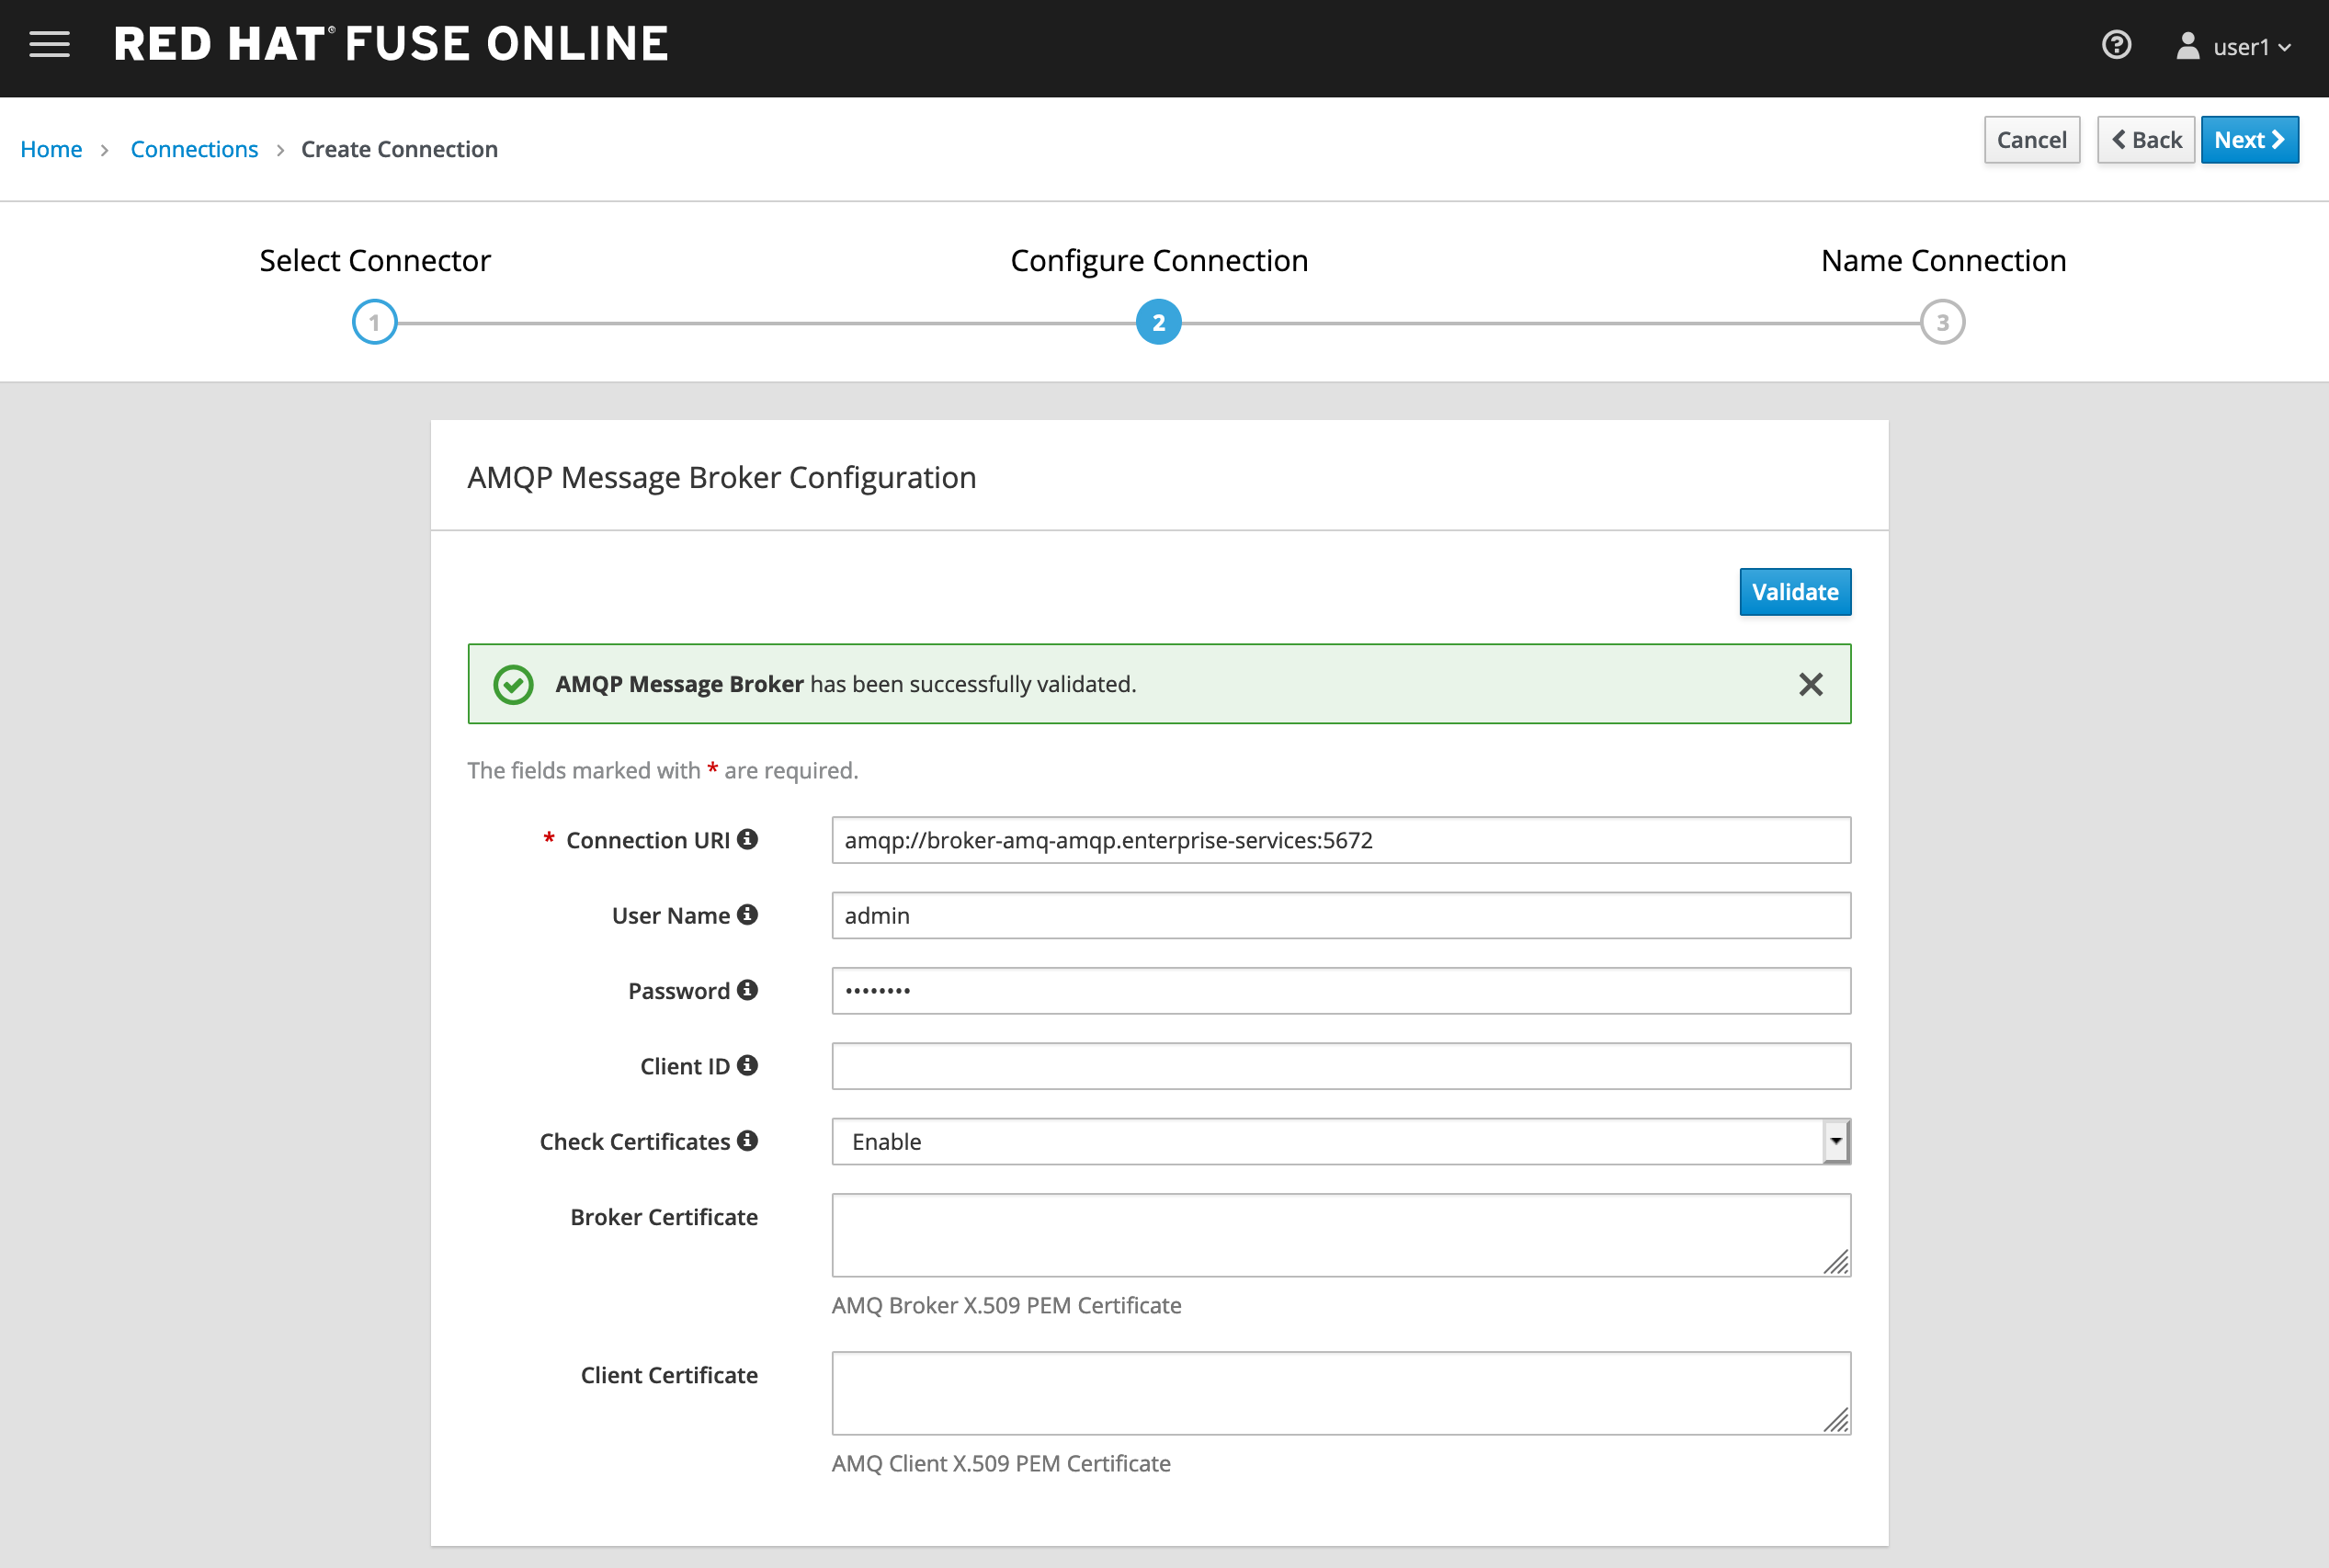 RED HAT® FUSE ONLINE
user1
Home > Connections > Create Connection
Cancel
Back
Next
Select Connector
Configure Connection
Name Connection
1
2
3
AMQP Message Broker Configuration
Validate
AMQP Message Broker has been successfully validated.
The fields marked with * are required.
* Connection URI
amqp://broker-amq-amqp.enterprise-services:5672
User Name
admin
Password
••••••••
Client ID
Check Certificates
Enable
Broker Certificate
AMQ Broker X.509 PEM Certificate
Client Certificate
AMQ Client X.509 PEM Certificate